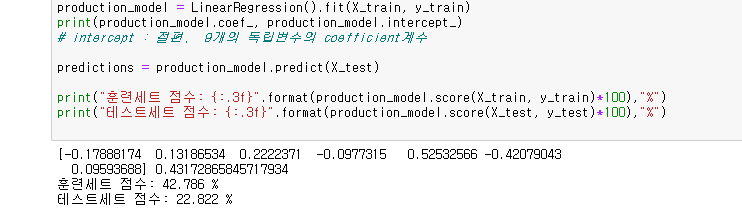 production_model = LinearRegression().fit(X_train, y_train)
print(production_model.coef_, production_model.intercept_)
# intercept : 절편, 9개의 독립변수의 coefficient계수
predictions = production_model.predict(X_test)
print("훈련세트 점수: {:.3f}".format(production_model.score(X_train, y_train)*100),"%")
print("테스트세트 점수: {:.3f}".format(production_model.score(X_test, y_test)*100),"%")
[-0.17888174 0.13186534 0.2222371 -0.0977315 0.52532566 -0.42079043
0.09593688] 0.43172865845717934
훈련세트 점수: 42.786 %
테스트세트 점수: 22.822 %